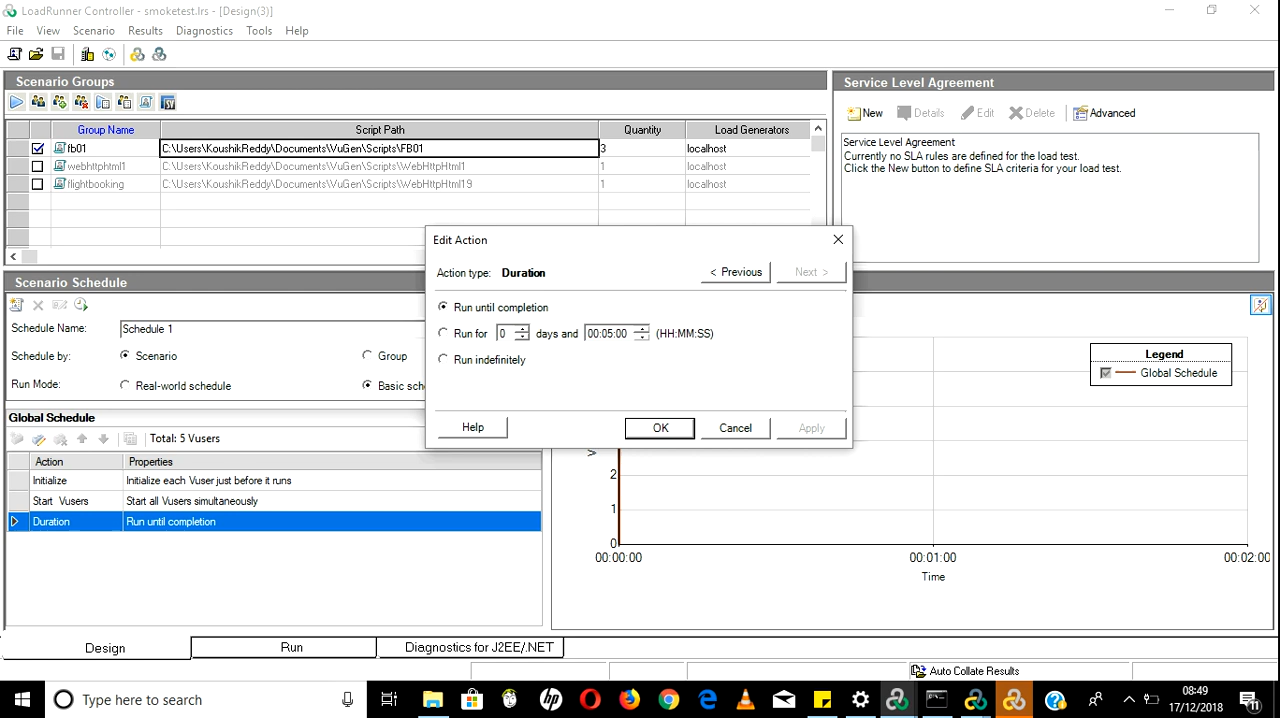 LoadRunner Controller - smoketest.lrs - [Design(3)]
File View Scenario Results Diagnostics Tools Help
Scenario Groups
Group Name Script Path Quantity Load Generators
fb01 C:\Users\KoushikReddy\Documents\VuGen\Scripts\FB01 3 localhost
webhttphtml1 C:\Users\KoushikReddy\Documents\VuGen\Scripts\WebHttpHtml1 1 localhost
flightbooking C:\Users\KoushikReddy\Documents\VuGen\Scripts\WebHttpHtml19 1 localhost
Service Level Agreement
New Details Edit Delete Advanced
Service Level Agreement
Currently no SLA rules are defined for the load test.
Click the New button to define SLA criteria for your load test.
Edit Action
Action type: Duration < Previous Next >
Run until completion
Run for 0 days and 00:05:00 (HH:MM:SS)
Run indefinitely
Help OK Cancel Apply
Scenario Schedule
Schedule Name: Schedule 1
Schedule by: Scenario Group
Run Mode: Real-world schedule Basic sch
Global Schedule
Total: 5 Vusers
Action Properties
Initialize Initialize each Vuser just before it runs
Start Vusers Start all Vusers simultaneously
Duration Run until completion
Legend
Global Schedule
2
1
0
00:00:00 00:01:00 00:02:00
Time
Design Run Diagnostics for J2EE/.NET
Auto Collate Results
Type here to search
08:49
17/12/2018
11